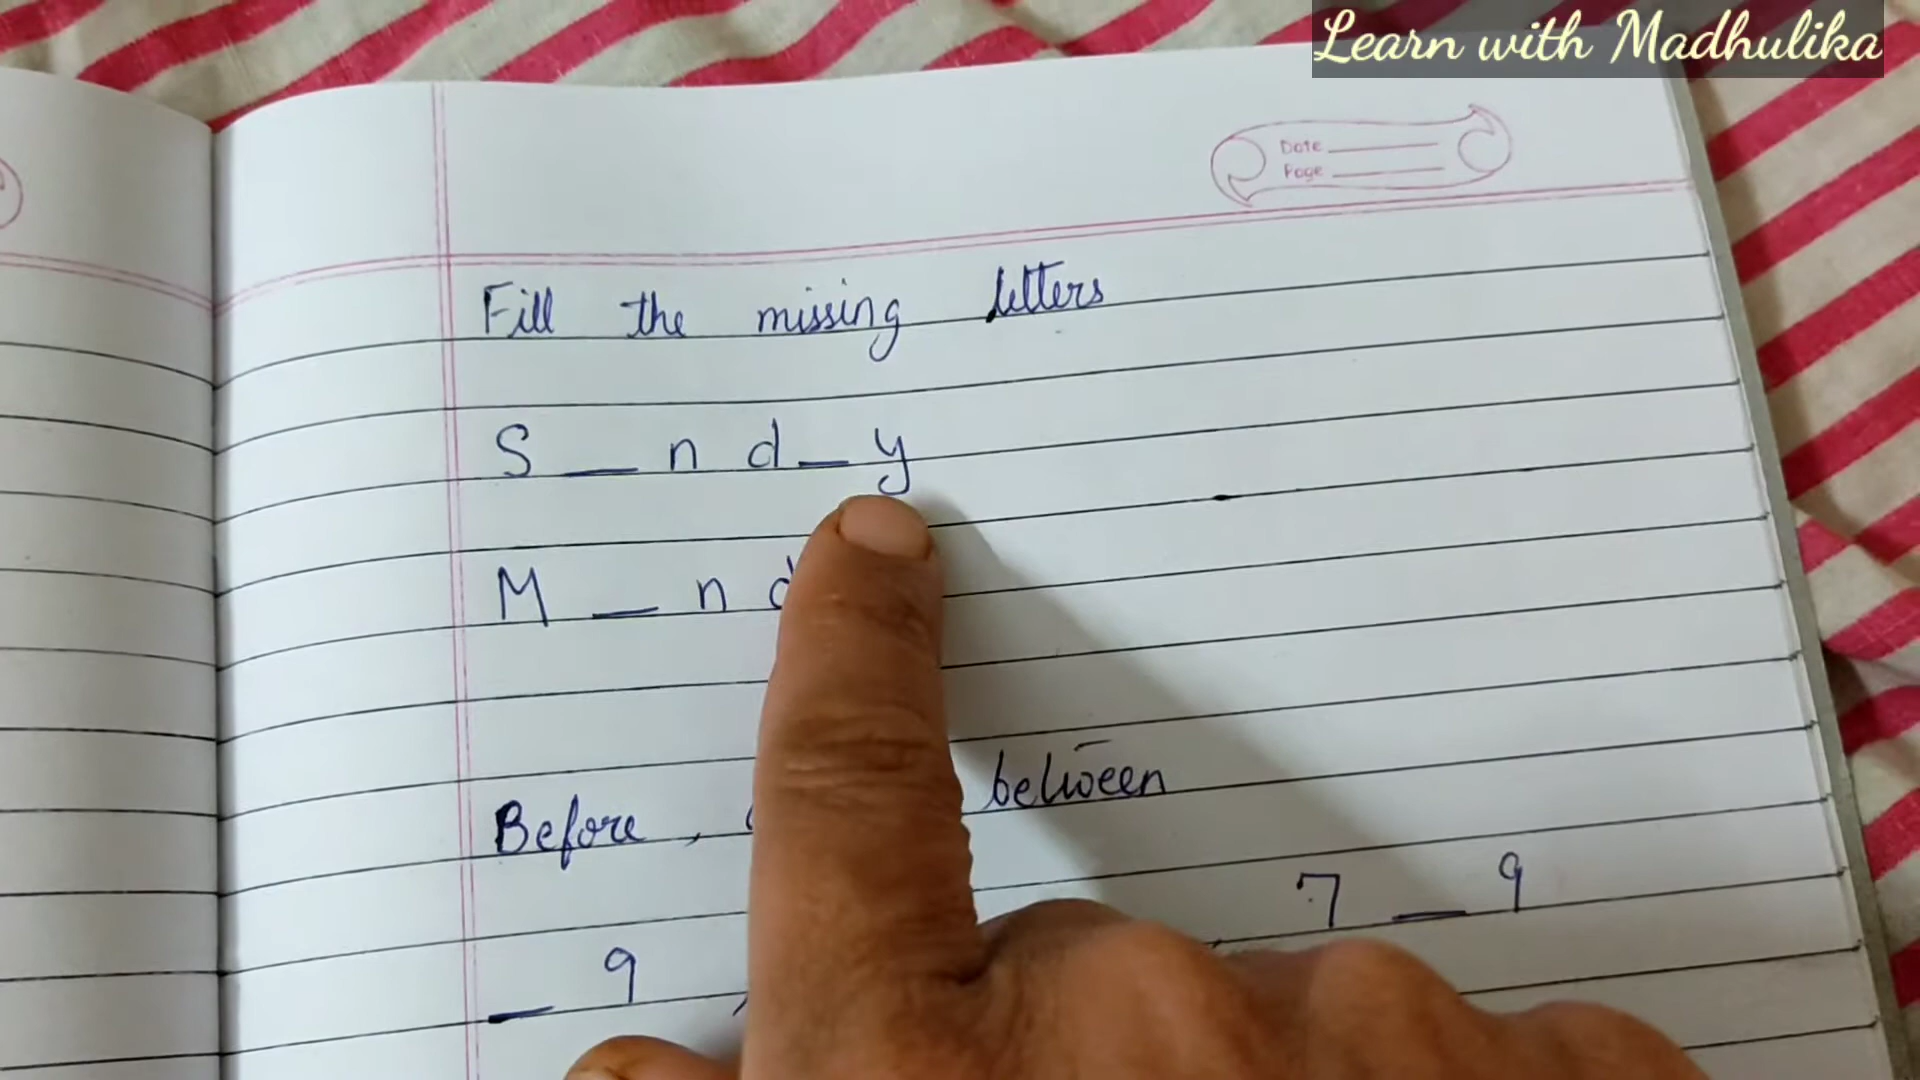 Learn with Madhulika
Date
Page
Fill the missing letters
S _ n d _ y
M _ n d
Before, between
7 _ 9
_ 9 ,